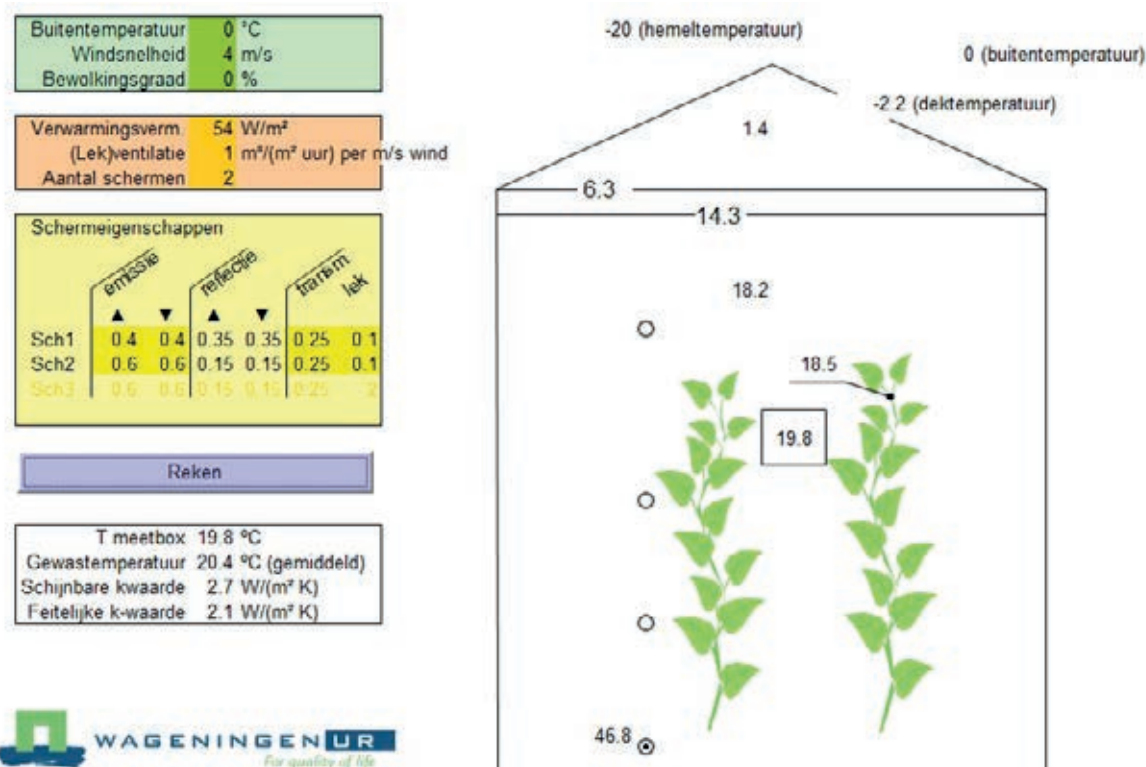 Buitentemperatuur 0 °C
Windsnelheid 4 m/s
Bewolkingsgraad 0 %
Verwarmingsverm. 54 W/m²
(Lek)ventilatie 1 m³/(m² uur) per m/s wind
Aantal schermen 2
Schermeigenschappen
emissie reflectie transm lek
▲ ▼ ▲ ▼
Sch1 0.4 0.4 0.35 0.35 0.25 0.1
Sch2 0.6 0.6 0.15 0.15 0.25 0.1
Sch3 0.6 0.6 0.15 0.15 0.25 2
Reken
T meetbox 19.8 ºC
Gewastemperatuur 20.4 ºC (gemiddeld)
Schijnbare kwaarde 2.7 W/(m² K)
Feitelijke k-waarde 2.1 W/(m² K)
WAGENINGEN UR
For quality of life
-20 (hemeltemperatuur)
0 (buitentemperatuur)
-2.2 (dektemperatuur)
1.4
6.3
14.3
18.2
18.5
19.8
46.8